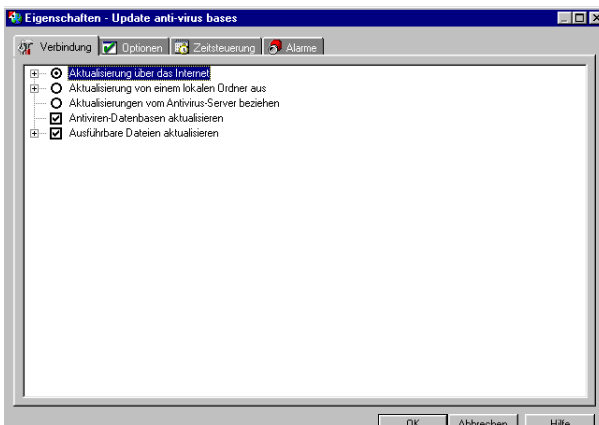 Eigenschaften - Update anti-virus bases
Verbindung Optionen Zeitsteuerung Alarme
Aktualisierung über das Internet
Aktualisierung von einem lokalen Ordner aus
Aktualisierungen vom Antivirus-Server beziehen
Antiviren-Datenbasen aktualisieren
Ausführbare Dateien aktualisieren
OK Abbrechen Hilfe